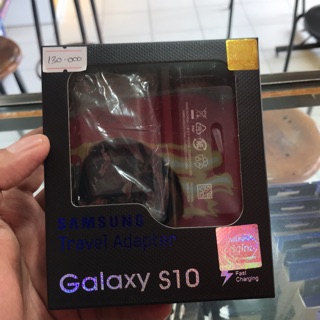 130-000
SAMSUNG
Travel Adapter
Galaxy S10
Fast
Charging